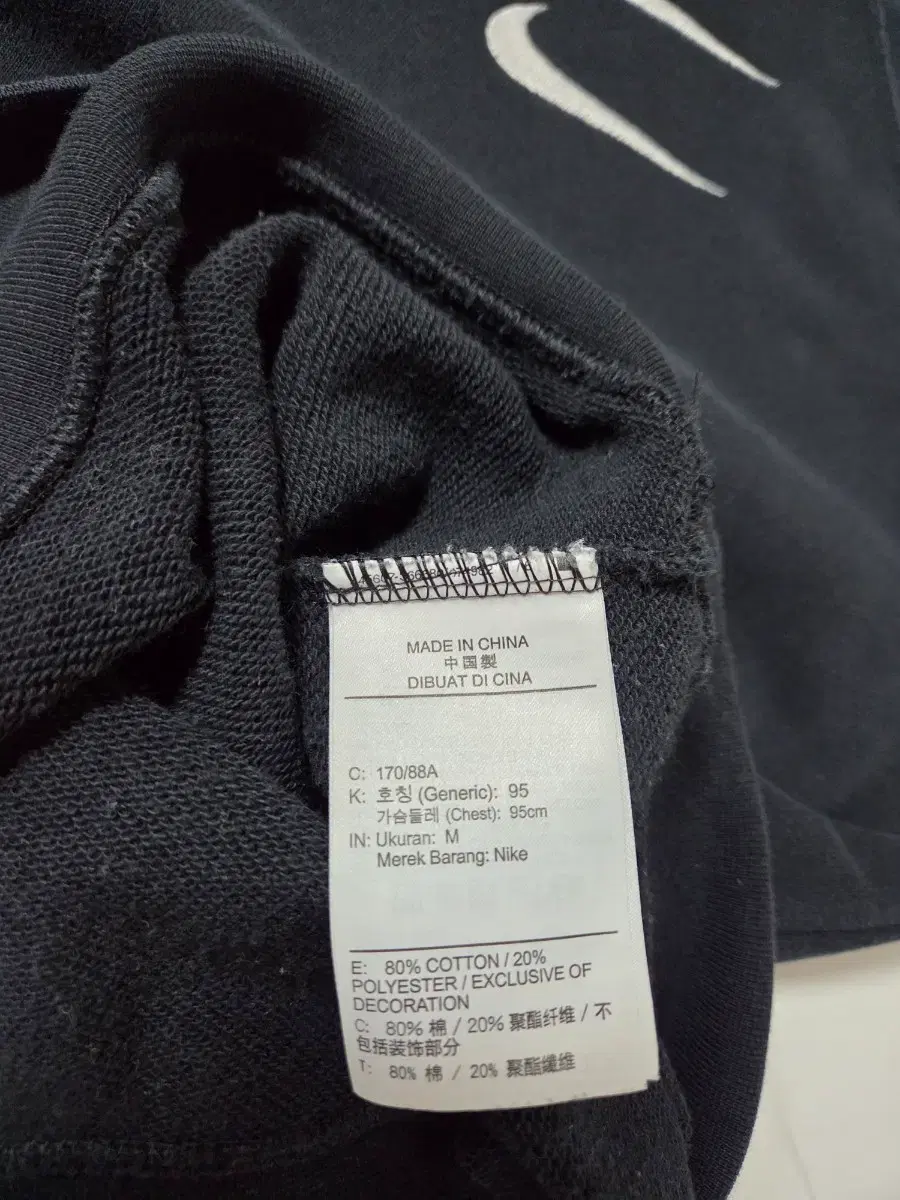 MADE IN CHINA
中国製
DIBUAT DI CINA
C: 170/88A
K: 호칭 (Generic): 95
가슴둘레 (Chest): 95cm
IN: Ukuran: M
Merek Barang: Nike
E: 80% COTTON / 20%
POLYESTER / EXCLUSIVE OF
DECORATION
C: 80% 棉 / 20% 聚酯纤维 / 不
包括装饰部分
T: 80% 棉 / 20% 聚酯纖維